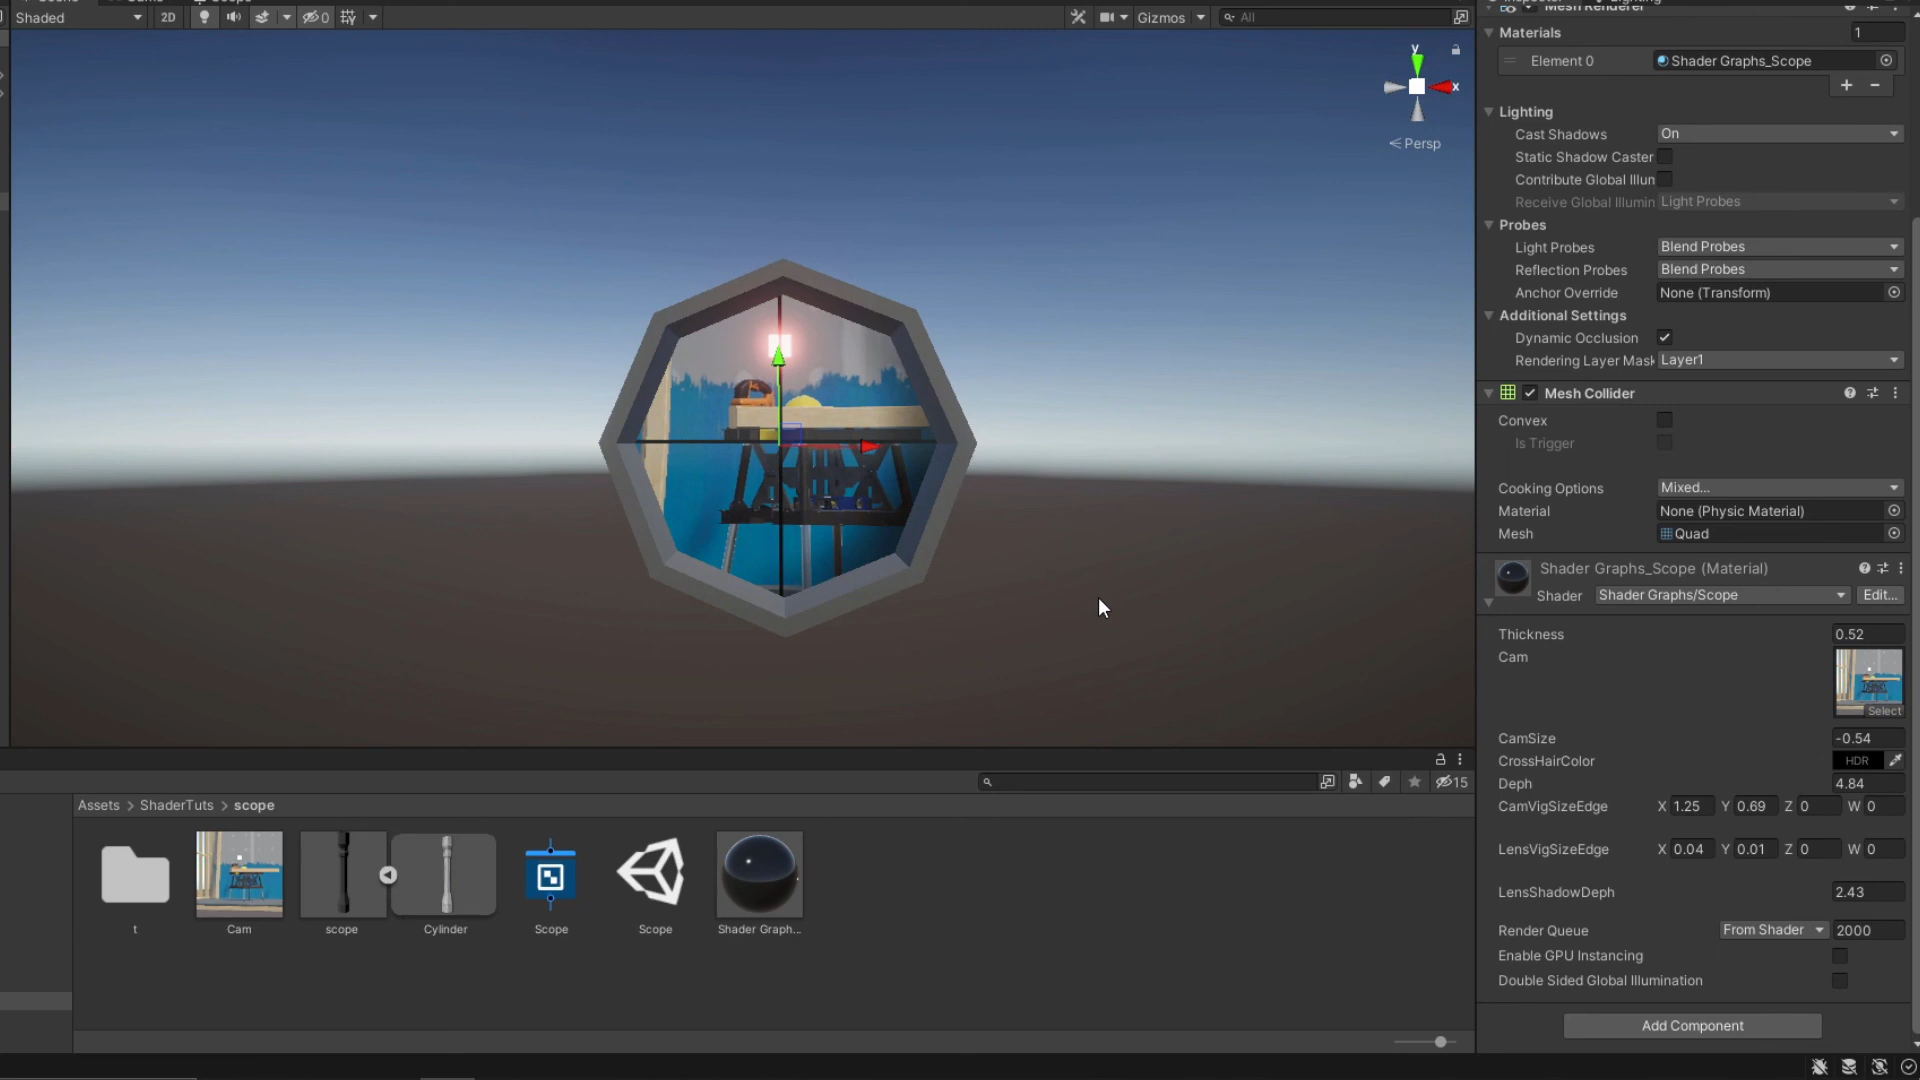 Shaded
2D
0
Gizmos
All
y
x
Persp
Assets > ShaderTuts > scope
15
t
Cam
scope
Cylinder
Scope
Scope
Shader Graph...
Mesh Renderer
Materials
1
Element 0
Shader Graphs_Scope
Lighting
Cast Shadows
On
Static Shadow Caster
Contribute Global Illun
Receive Global Illumin
Light Probes
Probes
Light Probes
Blend Probes
Reflection Probes
Blend Probes
Anchor Override
None (Transform)
Additional Settings
Dynamic Occlusion
Rendering Layer Mask
Layer1
Mesh Collider
Convex
Is Trigger
Cooking Options
Mixed...
Material
None (Physic Material)
Mesh
Quad
Shader Graphs_Scope (Material)
Shader
Shader Graphs/Scope
Edit...
Thickness
0.52
Cam
Select
CamSize
-0.54
CrossHairColor
HDR
Deph
4.84
CamVigSizeEdge
X 1.25 Y 0.69 Z 0 W 0
LensVigSizeEdge
X 0.04 Y 0.01 Z 0 W 0
LensShadowDeph
2.43
Render Queue
From Shader
2000
Enable GPU Instancing
Double Sided Global Illumination
Add Component